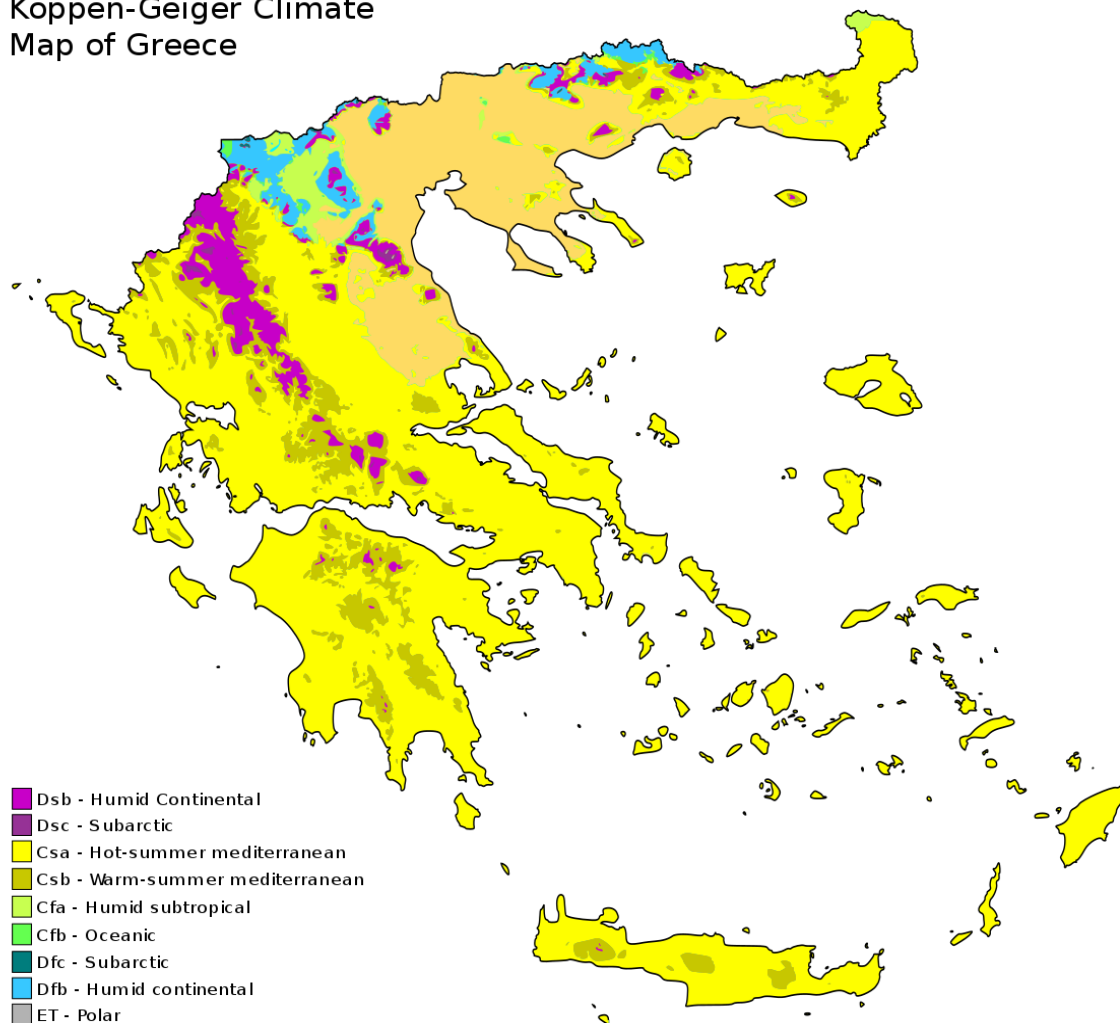 Koppen-Geiger Climate
Map of Greece
Dsb - Humid Continental
Dsc - Subarctic
Csa - Hot-summer mediterranean
Csb - Warm-summer mediterranean
Cfa - Humid subtropical
Cfb - Oceanic
Dfc - Subarctic
Dfb - Humid continental
ET - Polar